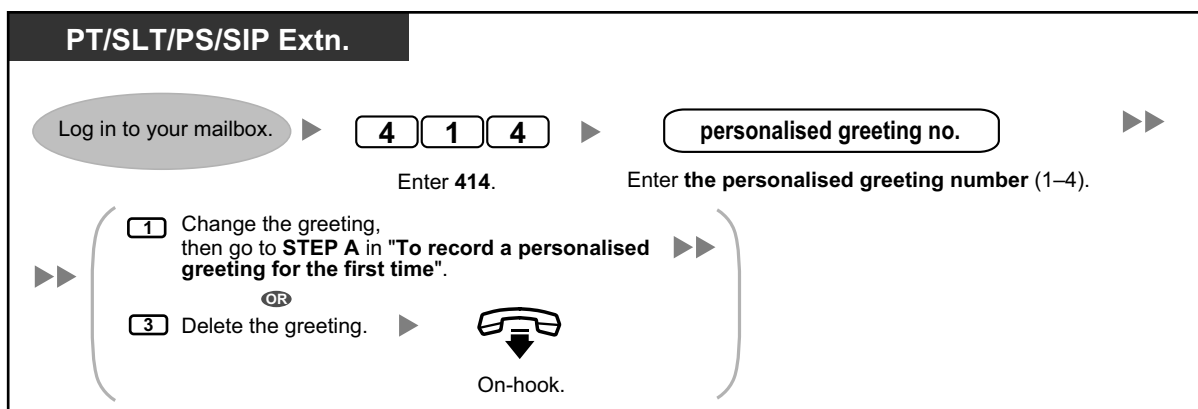 PT/SLT/PS/SIP Extn.
Log in to your mailbox.
4 1 4
personalised greeting no.
Enter 414.
Enter the personalised greeting number (1–4).
1 Change the greeting,
then go to STEP A in "To record a personalised
greeting for the first time".
OR
3 Delete the greeting.
On-hook.